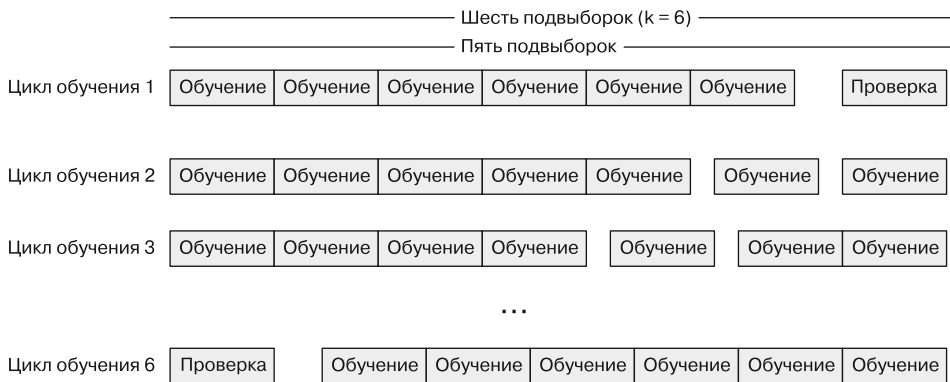 Шесть подвыборок (k = 6)
Пять подвыборок
Цикл обучения 1 Обучение Обучение Обучение Обучение Обучение Обучение Проверка
Цикл обучения 2 Обучение Обучение Обучение Обучение Обучение Обучение Обучение
Цикл обучения 3 Обучение Обучение Обучение Обучение Обучение Обучение Обучение
...
Цикл обучения 6 Проверка Обучение Обучение Обучение Обучение Обучение Обучение